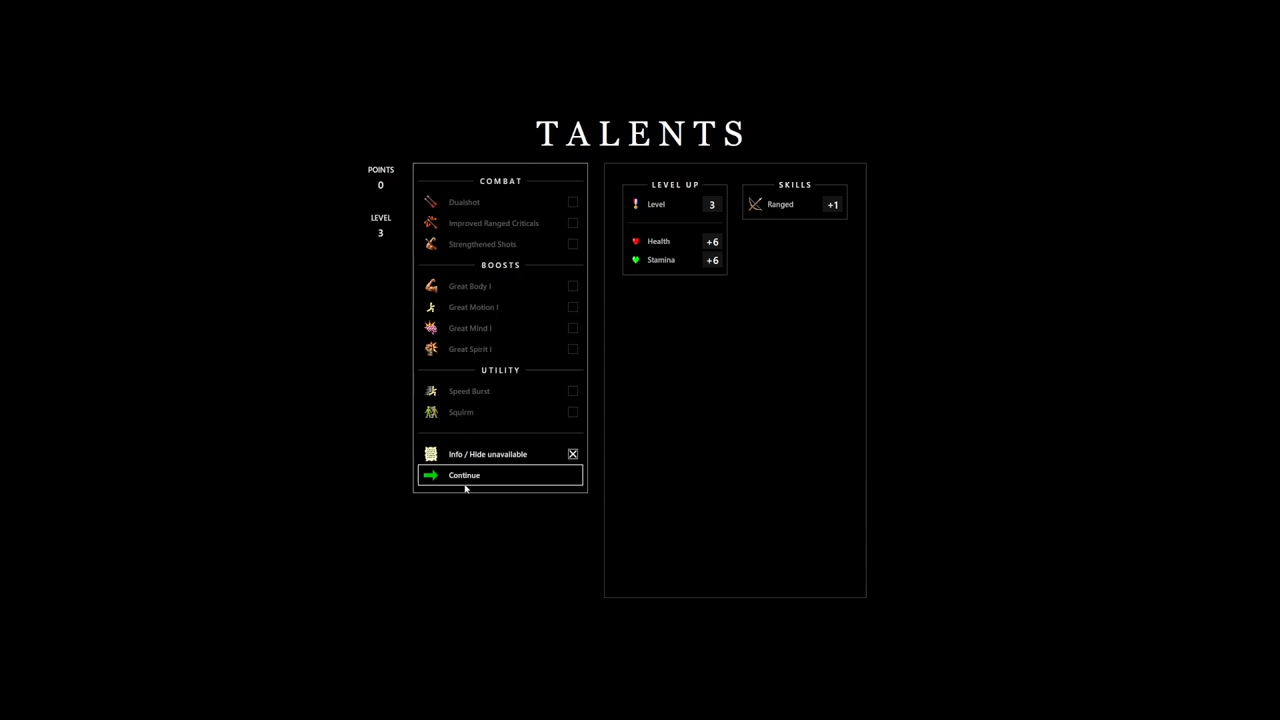 TALENTS
POINTS
0
LEVEL
3
COMBAT
Dualshot
Improved Ranged Criticals
Strengthened Shots
BOOSTS
Great Body I
Great Motion I
Great Mind I
Great Spirit I
UTILITY
Speed Burst
Squirm
Info / Hide unavailable
Continue
LEVEL UP
Level 3
Health +6
Stamina +6
SKILLS
Ranged +1